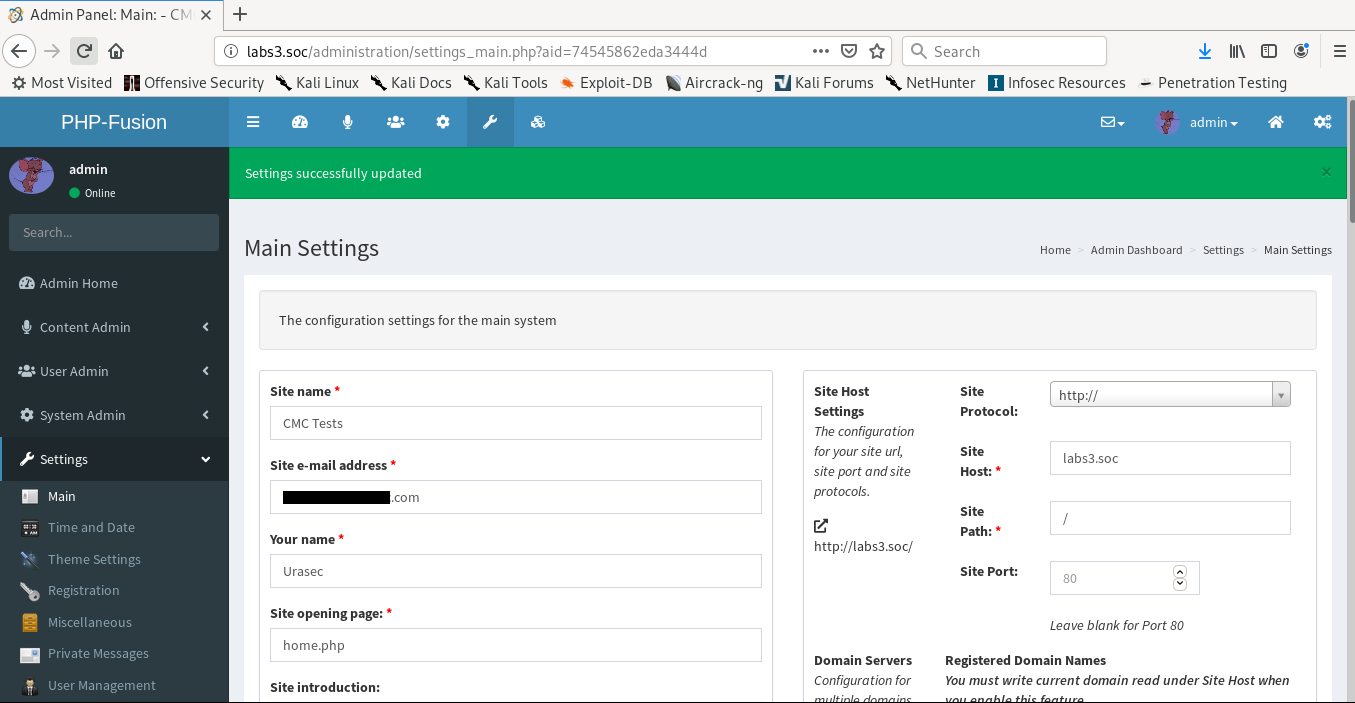 Admin Panel: Main: - CM
labs3.soc/administration/settings_main.php?aid=74545862eda3444d
Search
Most Visited Offensive Security Kali Linux Kali Docs Kali Tools Exploit-DB Aircrack-ng Kali Forums NetHunter Infosec Resources Penetration Testing
PHP-Fusion
admin
admin
Online
Settings successfully updated
×
Search...
Main Settings
Home > Admin Dashboard > Settings > Main Settings
Admin Home
Content Admin
User Admin
System Admin
Settings
Main
Time and Date
Theme Settings
Registration
Miscellaneous
Private Messages
User Management
The configuration settings for the main system
Site name *
CMC Tests
Site e-mail address *
.com
Your name *
Urasec
Site opening page: *
home.php
Site introduction:
Site Host
Settings
The configuration
for your site url,
site port and site
protocols.
http://labs3.soc/
Site
Protocol:
http://
Site
Host: *
labs3.soc
Site
Path: *
/
Site Port:
80
Leave blank for Port 80
Domain Servers
Configuration for
multiple domains
Registered Domain Names
You must write current domain read under Site Host when
you enable this feature